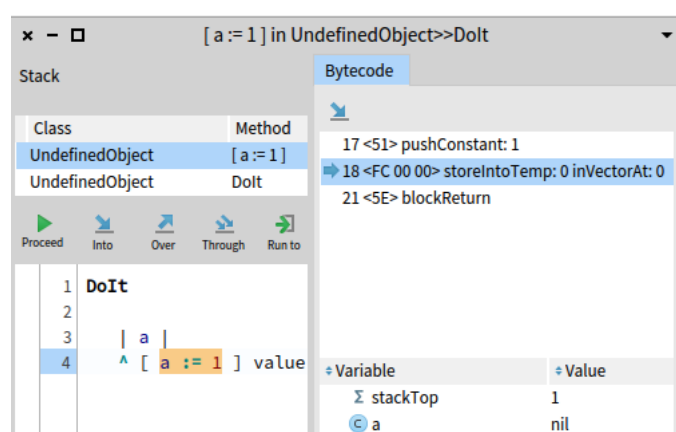 [ a := 1 ] in UndefinedObject>>DoIt
Stack
Class Method
UndefinedObject [ a := 1 ]
UndefinedObject DoIt
Proceed Into Over Through Run to
1 DoIt
2
3 | a |
4 ^ [ a := 1 ] value
Bytecode
17 <51> pushConstant: 1
18 <FC 00 00> storeIntoTemp: 0 inVectorAt: 0
21 <5E> blockReturn
Variable Value
Σ stackTop 1
C a nil